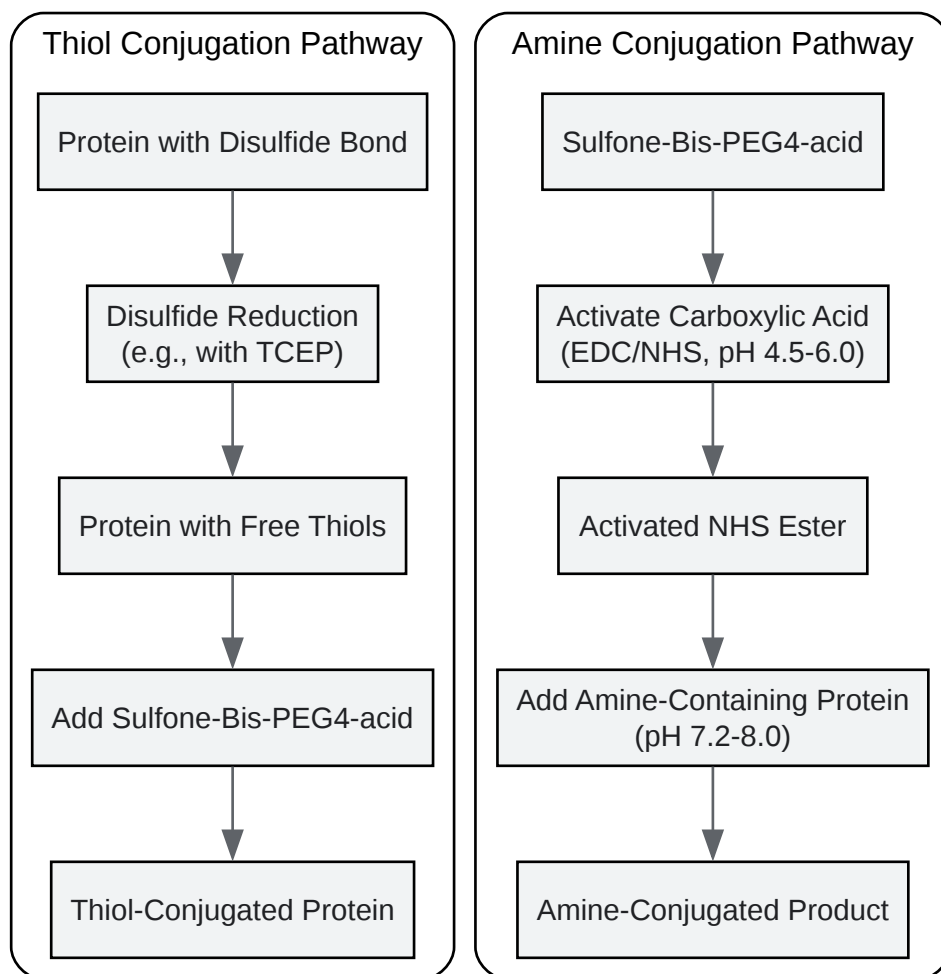 Thiol Conjugation Pathway
Protein with Disulfide Bond
Disulfide Reduction
(e.g., with TCEP)
Protein with Free Thiols
Add Sulfone-Bis-PEG4-acid
Thiol-Conjugated Protein
Amine Conjugation Pathway
Sulfone-Bis-PEG4-acid
Activate Carboxylic Acid
(EDC/NHS, pH 4.5-6.0)
Activated NHS Ester
Add Amine-Containing Protein
(pH 7.2-8.0)
Amine-Conjugated Product